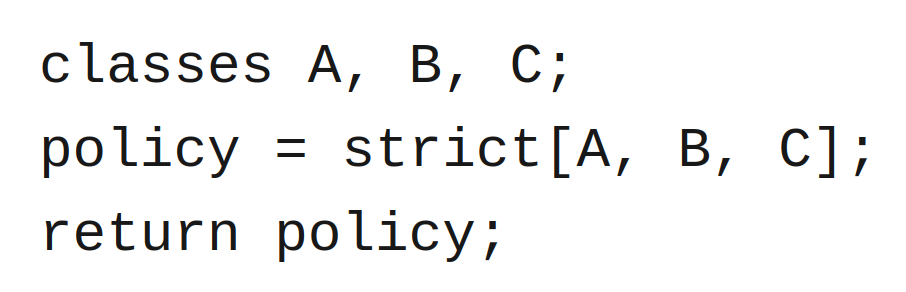 classes A, B, C;
policy = strict[A, B, C];
return policy;